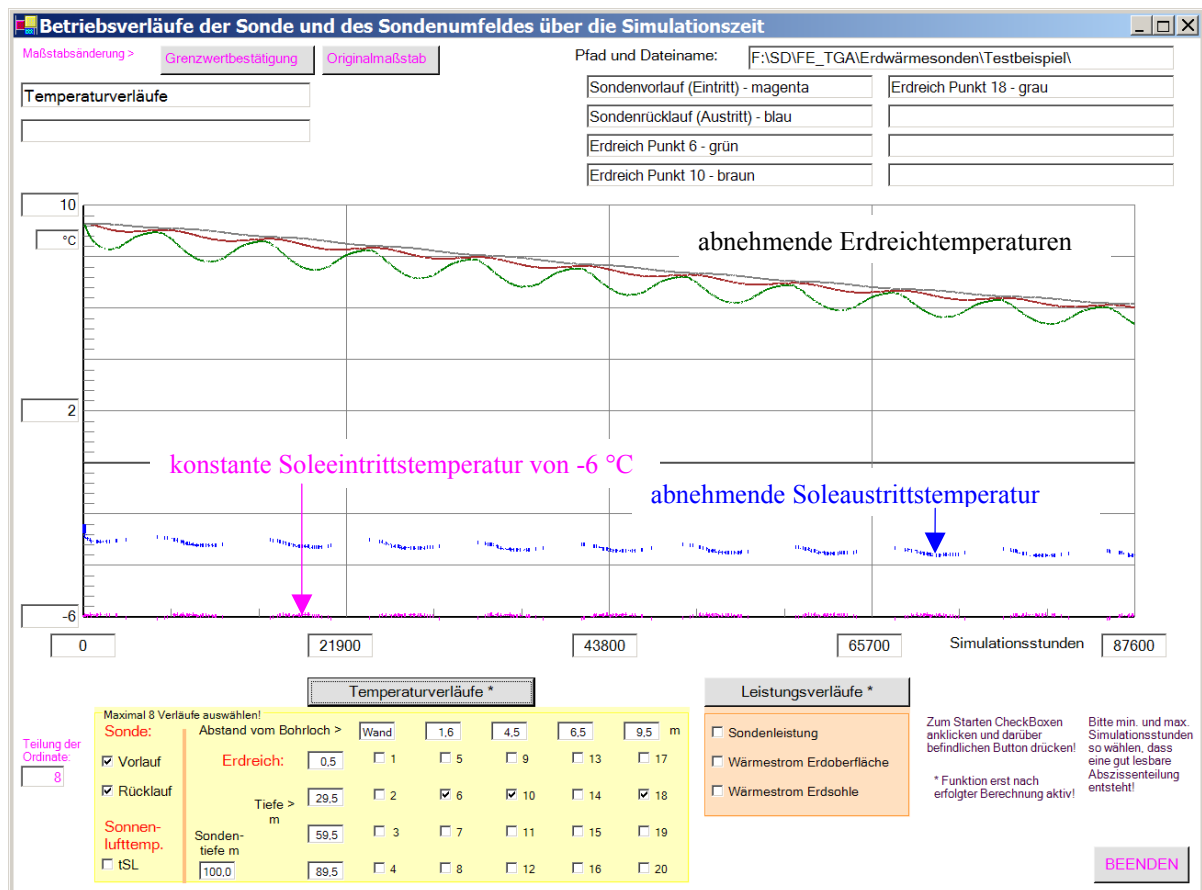 Betriebsverläufe der Sonde und des Sondenumfeldes über die Simulationszeit
Maßstabsänderung >
Grenzwertbestätigung
Originalmaßstab
Pfad und Dateiname:
F:\SD\FE_TGA\Erdwärmesonden\Testbeispiel\
Temperaturverläufe
Sondenvorlauf (Eintritt) - magenta
Erdreich Punkt 18 - grau
Sondenrücklauf (Austritt) - blau
Erdreich Punkt 6 - grün
Erdreich Punkt 10 - braun
10
°C
abnehmende Erdreichtemperaturen
2
konstante Soleeintrittstemperatur von -6 °C
abnehmende Soleaustrittstemperatur
-6
0
21900
43800
65700
Simulationsstunden
87600
Temperaturverläufe *
Leistungsverläufe *
Teilung der
Ordinate:
8
Maximal 8 Verläufe auswählen!
Sonde:
Abstand vom Bohrloch >
Wand
1,6
4,5
6,5
9,5
m
Vorlauf
Erdreich:
0,5
1
5
9
13
17
Rücklauf
Tiefe >
m
29,5
2
6
10
14
18
Sonnen-
lufttemp.
Sonden-
tiefe m
59,5
3
7
11
15
19
tSL
100,0
89,5
4
8
12
16
20
Sondenleistung
Wärmestrom Erdoberfläche
Wärmestrom Erdsohle
Zum Starten CheckBoxen
anklicken und darüber
befindlichen Button drücken!
* Funktion erst nach
erfolgter Berechnung aktiv!
Bitte min. und max.
Simulationsstunden
so wählen, dass
eine gut lesbare
Abszissenteilung
entsteht!
BEENDEN